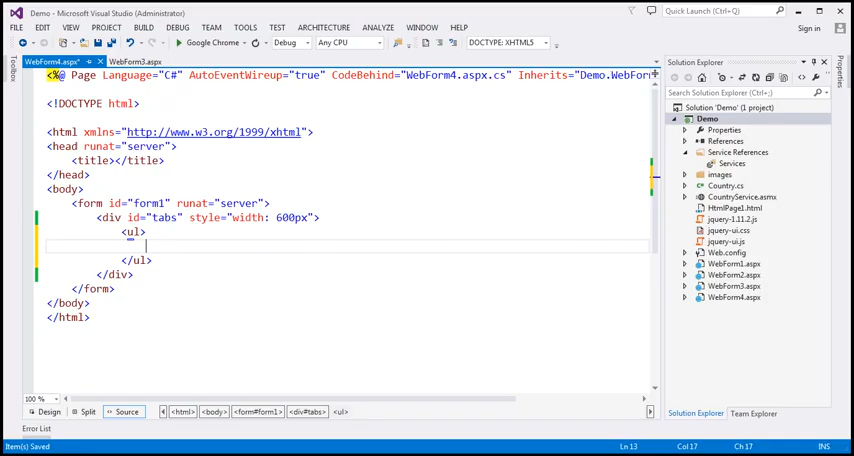 Demo - Microsoft Visual Studio (Administrator)
Quick Launch (Ctrl+Q)
FILE EDIT VIEW PROJECT BUILD DEBUG TEAM TOOLS TEST ARCHITECTURE ANALYZE WINDOW HELP
Sign in
Google Chrome Debug Any CPU DOCTYPE: XHTML5
WebForm4.aspx* WebForm3.aspx
Toolbox
<%@ Page Language="C#" AutoEventWireup="true" CodeBehind="WebForm4.aspx.cs" Inherits="Demo.WebForm
<!DOCTYPE html>
<html xmlns="http://www.w3.org/1999/xhtml">
<head runat="server">
<title></title>
</head>
<body>
<form id="form1" runat="server">
<div id="tabs" style="width: 600px">
<ul>
</ul>
</div>
</form>
</body>
</html>
100 %
Design Split Source <html> <body> <form#form1> <div#tabs> <ul>
Error List
Solution Explorer
Search Solution Explorer (Ctrl+;)
Solution 'Demo' (1 project)
Demo
Properties
References
Service References
Services
images
Country.cs
CountryService.asmx
HtmlPage1.html
jquery-1.11.2.js
jquery-ui.css
jquery-ui.js
Web.config
WebForm1.aspx
WebForm2.aspx
WebForm3.aspx
WebForm4.aspx
Solution Explorer Team Explorer
Properties
Item(s) Saved Ln 13 Col 17 Ch 17 INS